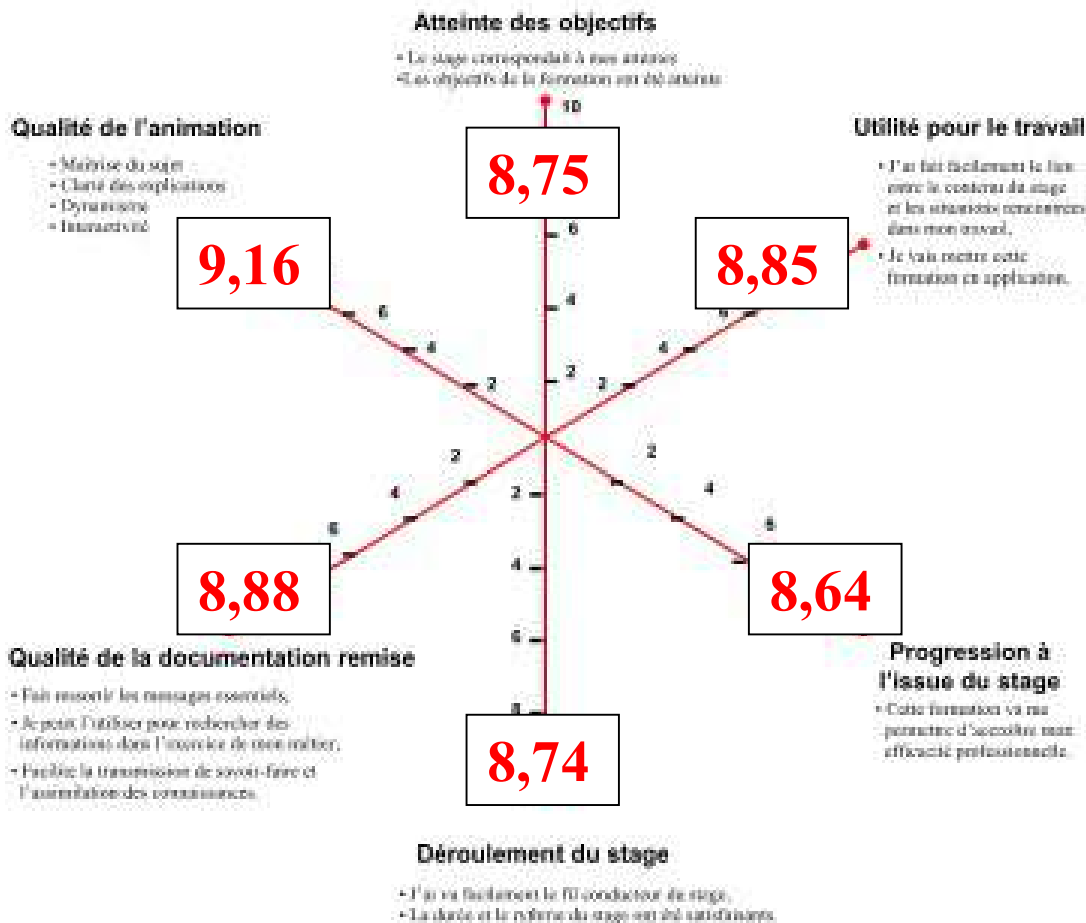 Atteinte des objectifs
• Le stage correspondait à mes attentes
•Les objectifs de la formation ont été atteints
10
8,75
6
4
2
Utilité pour le travail
• J'ai fait facilement le lien
entre le contenu du stage
et les situations rencontrées
dans mon travail.
• Je vais mettre cette
formation en application.
8,85
6
4
2
Qualité de l'animation
• Maîtrise du sujet
• Clarté des explications
• Dynamisme
• Interactivité
9,16
6
4
2
2
4
6
8,88
Qualité de la documentation remise
• Fait ressortir les messages essentiels.
• Je peux l'utiliser pour rechercher des
informations dans l'exercice de mon métier.
• Facilite la transmission de savoir-faire et
l'assimilation des connaissances.
2
4
6
8
8,74
2
4
6
8,64
Progression à
l'issue du stage
• Cette formation va me
permettre d'accroître mon
efficacité professionnelle.
Déroulement du stage
• J'ai vu facilement le fil conducteur du stage.
• La durée et le rythme du stage ont été satisfaisants.